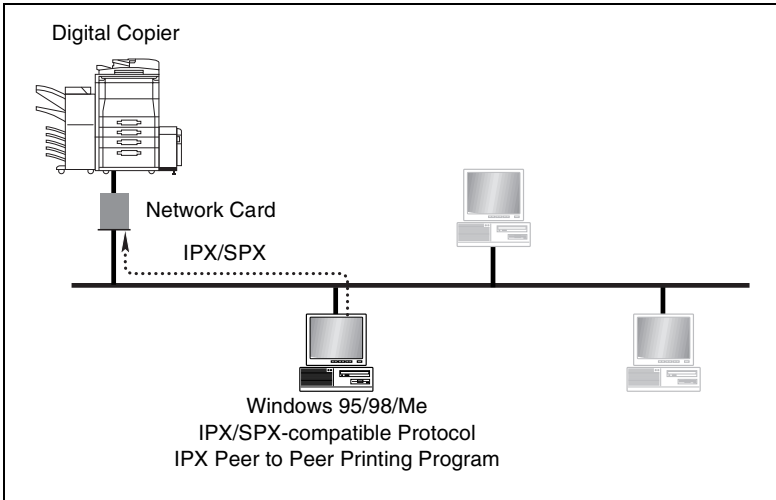 Digital Copier
Network Card
IPX/SPX
Windows 95/98/Me
IPX/SPX-compatible Protocol
IPX Peer to Peer Printing Program